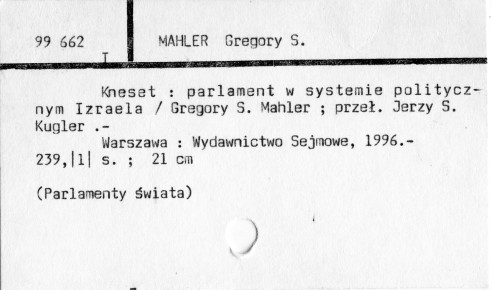 99 662 MAHLER Gregory S.
Kneset : parlament w systemie politycz-
nym Izraela / Gregory S. Mahler ; przeł. Jerzy S.
Kugler .-
Warszawa : Wydawnictwo Sejmowe, 1996.-
239,|1| s. ; 21 cm
(Parlamenty świata)